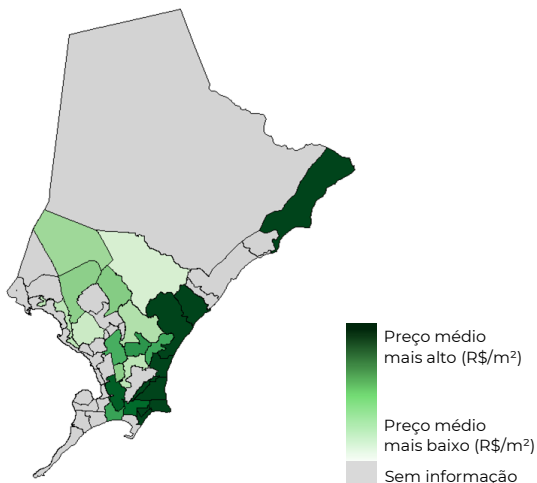 Preço médio
mais alto (R$/m²)
Preço médio
mais baixo (R$/m²)
Sem informação